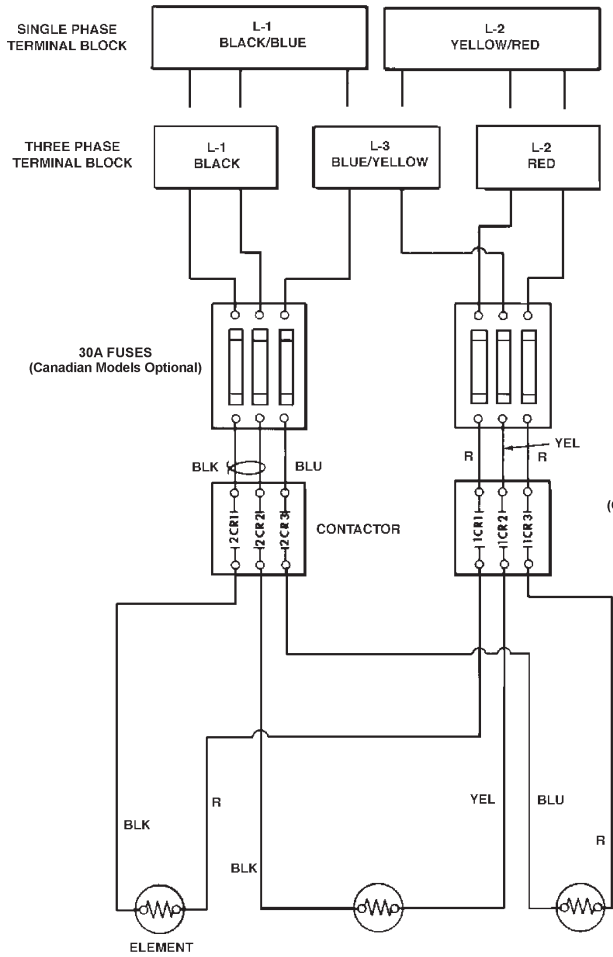 SINGLE PHASE
TERMINAL BLOCK
L-1
BLACK/BLUE
L-2
YELLOW/RED
THREE PHASE
TERMINAL BLOCK
L-1
BLACK
L-3
BLUE/YELLOW
L-2
RED
30A FUSES
(Canadian Models Optional)
BLK
BLU
R
YEL
R
2CR1
2CR2
2CR3
CONTACTOR
1CR1
1CR2
1CR3
(
BLK
R
BLK
YEL
BLU
R
ELEMENT